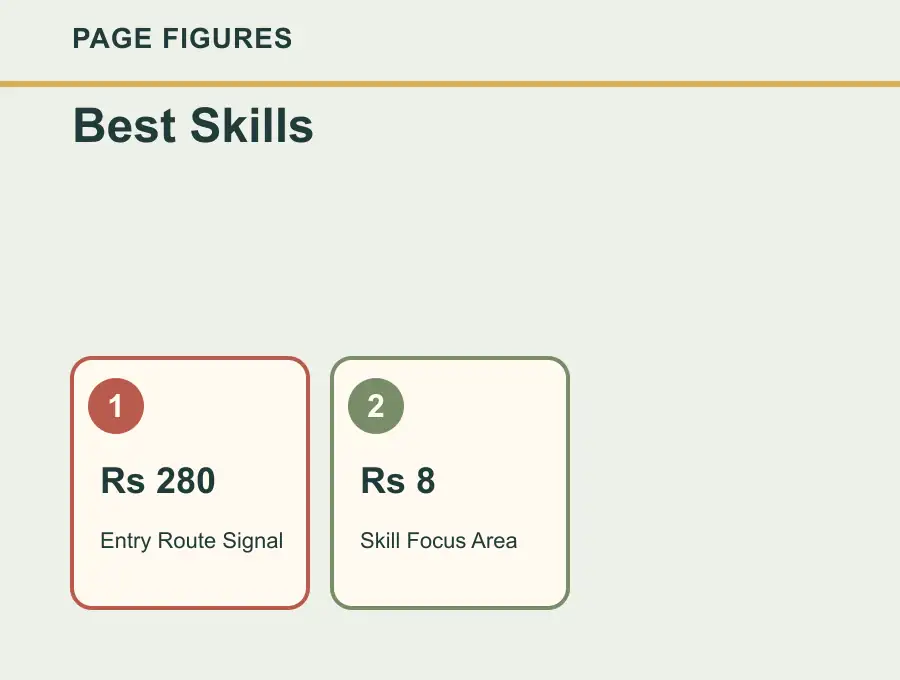 PAGE FIGURES
Best Skills
1
Rs 280
Entry Route Signal
2
Rs 8
Skill Focus Area